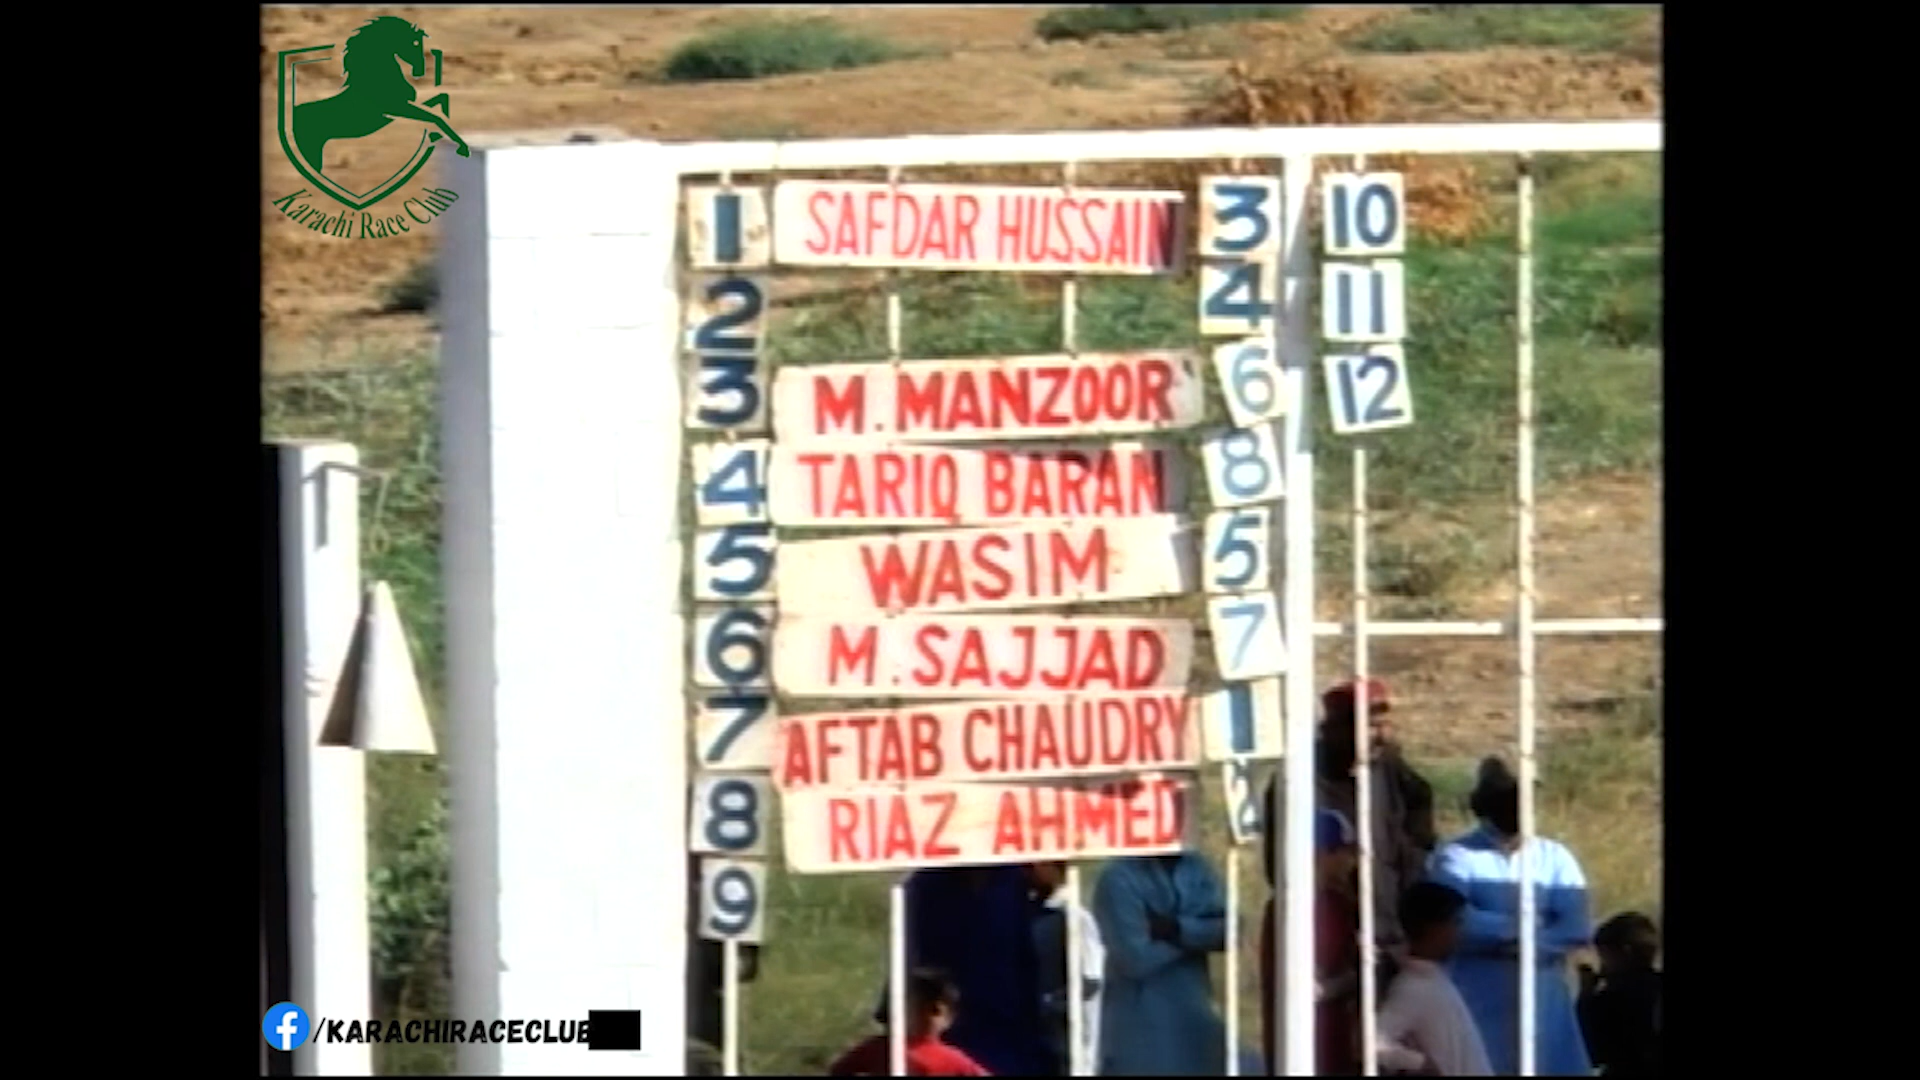 Karachi Race Club
1 SAFDAR HUSSAIN 3 10
2 4 11
3 M. MANZOOR 6 12
4 TARIQ BARAN 8
5 WASIM 5
6 M. SAJJAD 7
7 AFTAB CHAUDRY 1
8 RIAZ AHMED 2
9
/KARACHIRACECLUB